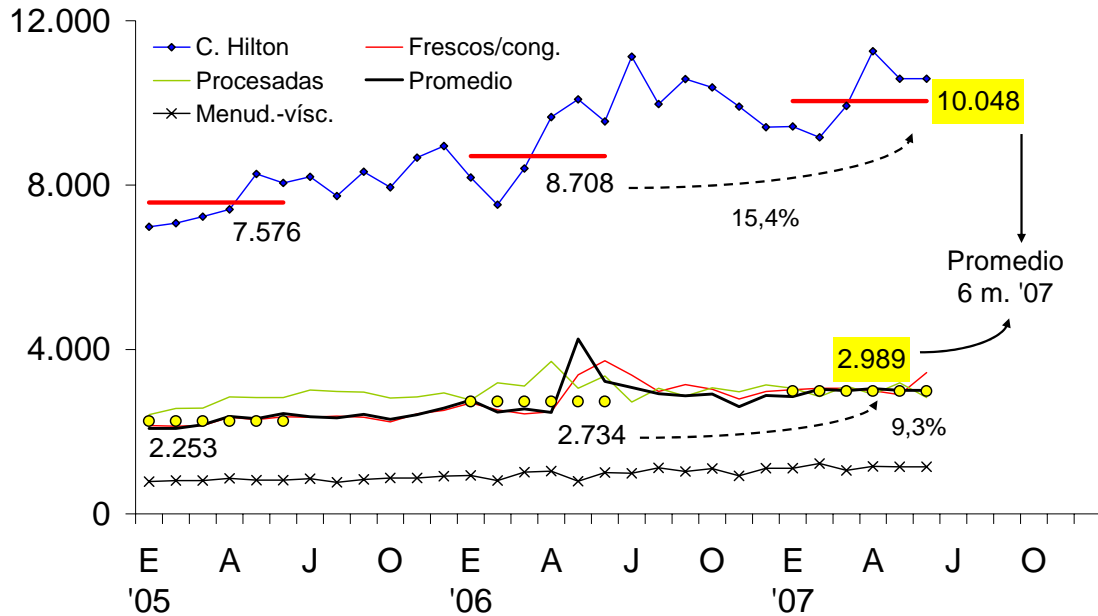 12.000
C. Hilton
Frescos/cong.
Procesadas
Promedio
Menud.-vísc.
10.048
8.000
8.708
15,4%
7.576
Promedio
6 m. '07
4.000
2.989
2.253
2.734
9,3%
0
E A J O E A J O E A J O
'05 '06 '07